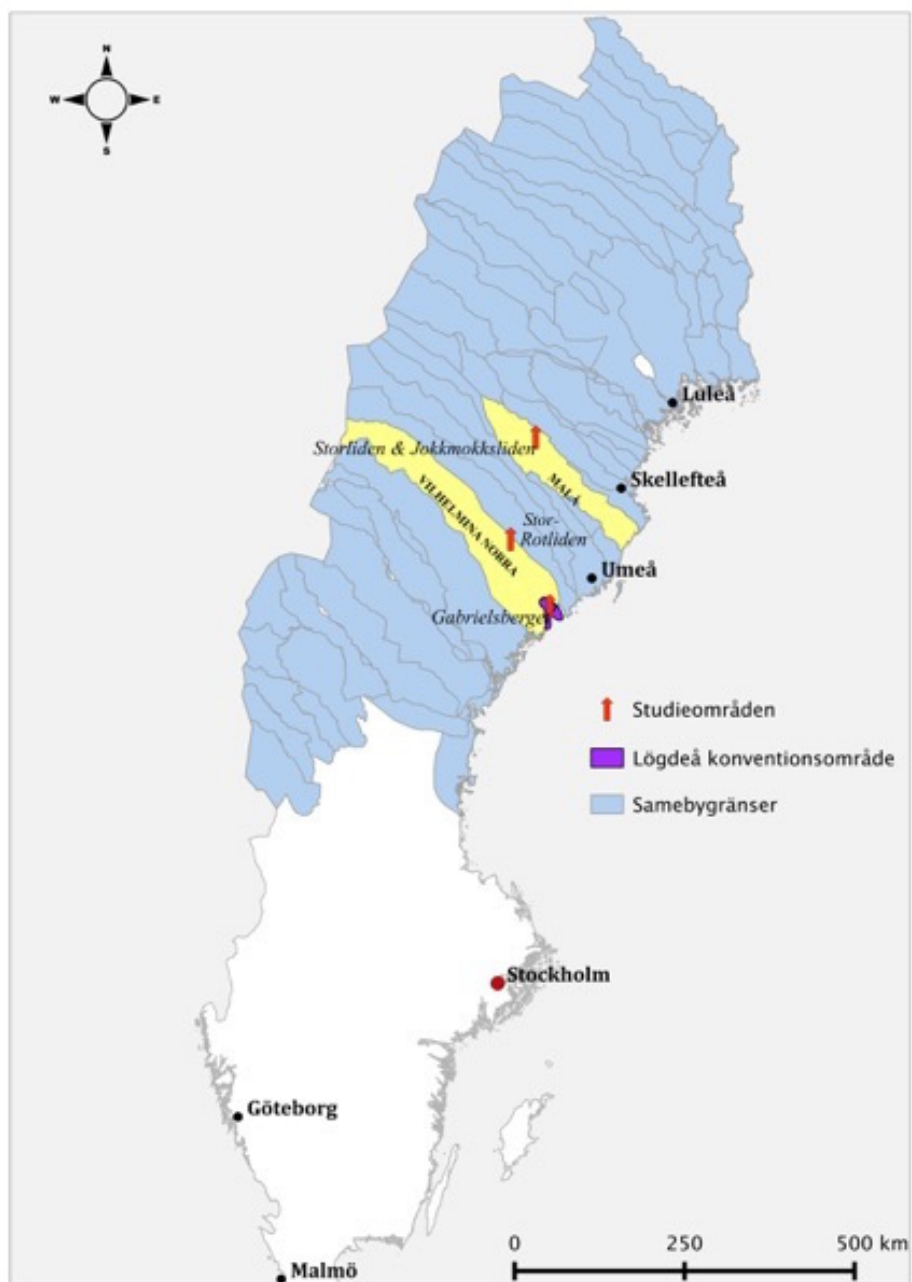 N
W
E
S
Luleå
Storliden & Jokkmokksliden
MALÅ
Skellefteå
VILHELMINA NORRA
Stor-
Rotliden
Umeå
Gabrielsberget
Studieområden
Lögdeå konventionsområde
Samebygränser
Stockholm
Göteborg
Malmö
0 250 500 km